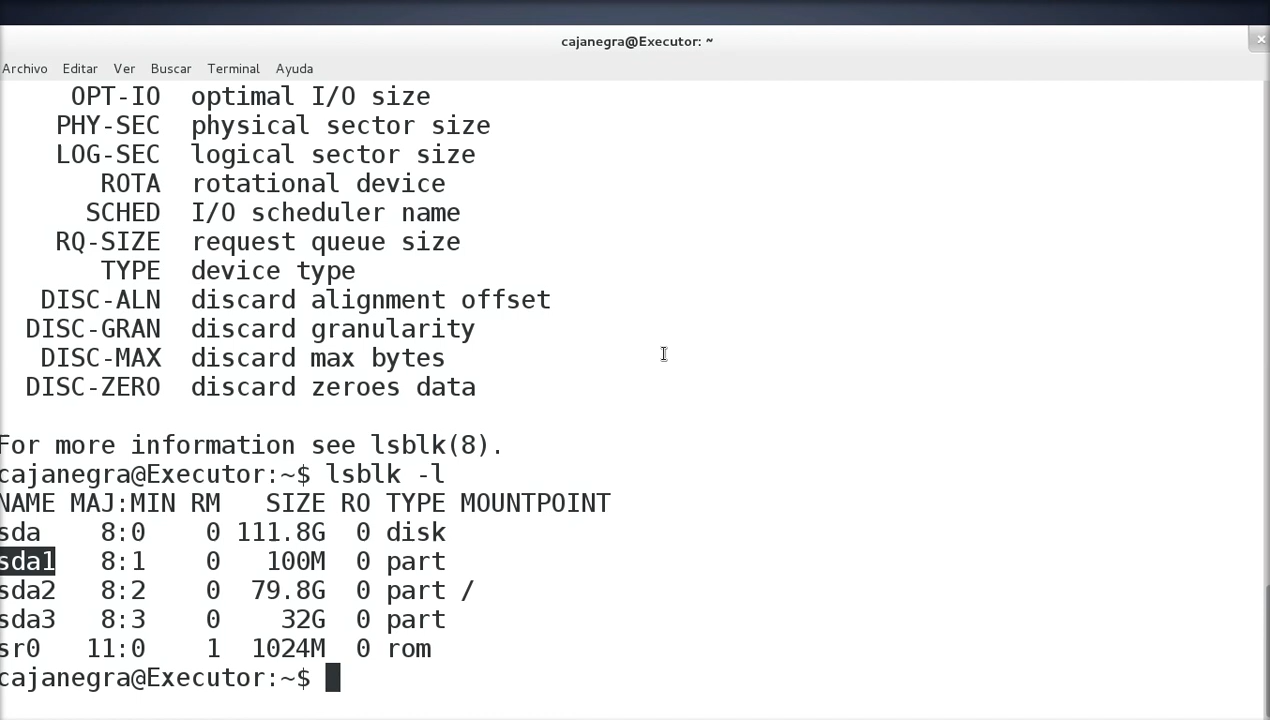 cajanegra@Executor: ~
×
Archivo Editar Ver Buscar Terminal Ayuda
OPT-IO  optimal I/O size
PHY-SEC  physical sector size
LOG-SEC  logical sector size
ROTA  rotational device
SCHED  I/O scheduler name
RQ-SIZE  request queue size
TYPE  device type
DISC-ALN  discard alignment offset
DISC-GRAN  discard granularity
DISC-MAX  discard max bytes
DISC-ZERO  discard zeroes data
For more information see lsblk(8).
cajanegra@Executor:~$ lsblk -l
NAME MAJ:MIN RM   SIZE RO TYPE MOUNTPOINT
sda    8:0    0 111.8G  0 disk
sda1   8:1    0   100M  0 part
sda2   8:2    0  79.8G  0 part /
sda3   8:3    0    32G  0 part
sr0   11:0    1  1024M  0 rom
cajanegra@Executor:~$